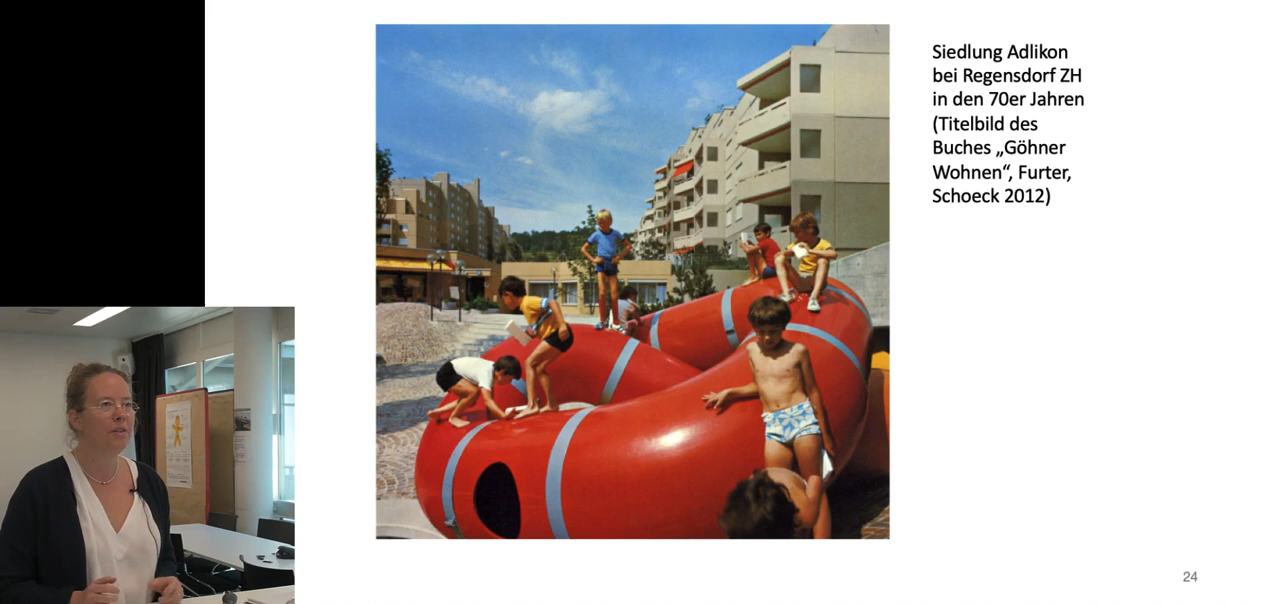 Siedlung Adlikon
bei Regensdorf ZH
in den 70er Jahren
(Titelbild des
Buches „Göhner
Wohnen“, Furter,
Schoeck 2012)
24